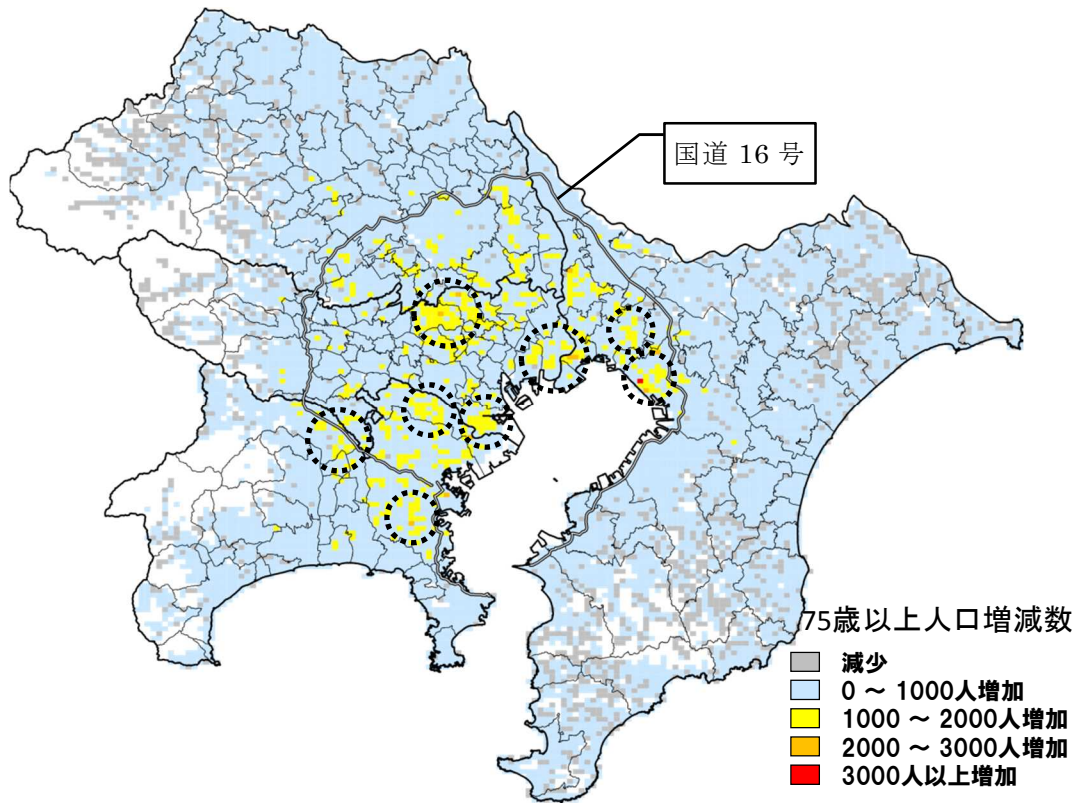 国道 16 号
75歳以上人口増減数
減少
0 ～ 1000人増加
1000 ～ 2000人増加
2000 ～ 3000人増加
3000人以上増加